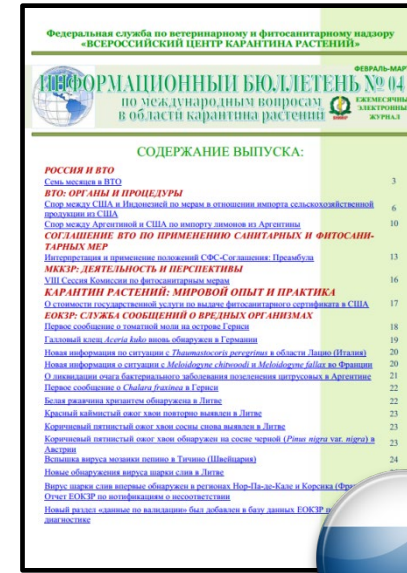 Федеральная служба по ветеринарному и фитосанитарному надзору
«ВСЕРОССИЙСКИЙ ЦЕНТР КАРАНТИНА РАСТЕНИЙ»
ФЕВРАЛЬ-МАРТ
ИНФОРМАЦИОННЫЙ БЮЛЛЕТЕНЬ № 04
по международным вопросам
в области карантина растений
ЕЖЕМЕСЯЧНЫЙ
ЭЛЕКТРОННЫЙ
ЖУРНАЛ
СОДЕРЖАНИЕ ВЫПУСКА:
РОССИЯ И ВТО
Семь месяцев в ВТО 3
ВТО: ОРГАНЫ И ПРОЦЕДУРЫ
Спор между США и Индонезией по мерам в отношении импорта сельскохозяйственной
продукции из США 6
Спор между Аргентиной и США по импорту лимонов из Аргентины 10
СОГЛАШЕНИЕ ВТО ПО ПРИМЕНЕНИЮ САНИТАРНЫХ И ФИТОСАНИ-
ТАРНЫХ МЕР
Интерпретация и применение положений СФС-Соглашения: Преамбула 13
МККЗР: ДЕЯТЕЛЬНОСТЬ И ПЕРСПЕКТИВЫ
VIII Сессия Комиссии по фитосанитарным мерам 16
КАРАНТИН РАСТЕНИЙ: МИРОВОЙ ОПЫТ И ПРАКТИКА
О стоимости государственной услуги по выдаче фитосанитарного сертификата в США 17
ЕОКЗР: СЛУЖБА СООБЩЕНИЙ О ВРЕДНЫХ ОРГАНИЗМАХ
Первое сообщение о томатной моли на острове Гернси 18
Галловый клещ Aceria kuko вновь обнаружен в Германии 19
Новая информация по ситуации с Thaumastocoris peregrinus в области Лацио (Италия) 20
Новая информация о ситуации с Meloidogyne chitwoodi и Meloidogyne fallax во Франции 20
О ликвидации очага бактериального заболевания позеленения цитрусовых в Аргентине 21
Первое сообщение о Chalara fraxinea в Гернси 22
Белая ржавчина хризантем обнаружена в Литве 22
Красный каймистый ожог хвои повторно выявлен в Литве 23
Коричневый пятнистый ожог хвои сосны снова выявлен в Литве 23
Коричневый пятнистый ожог хвои обнаружен на сосне черной (Pinus nigra var. nigra) в
Австрии 23
Вспышка вируса мозаики пепино в Тичино (Швейцария) 24
Новые обнаружения вируса шарки слив в Литве
Вирус шарки слив впервые обнаружен в регионах Нор-Па-де-Кале и Корсика
Отчет ЕОКЗР по нотификациям о несоответствии
Новый раздел «данные по валидации» был добавлен в базу данных ЕОКЗР
диагностике